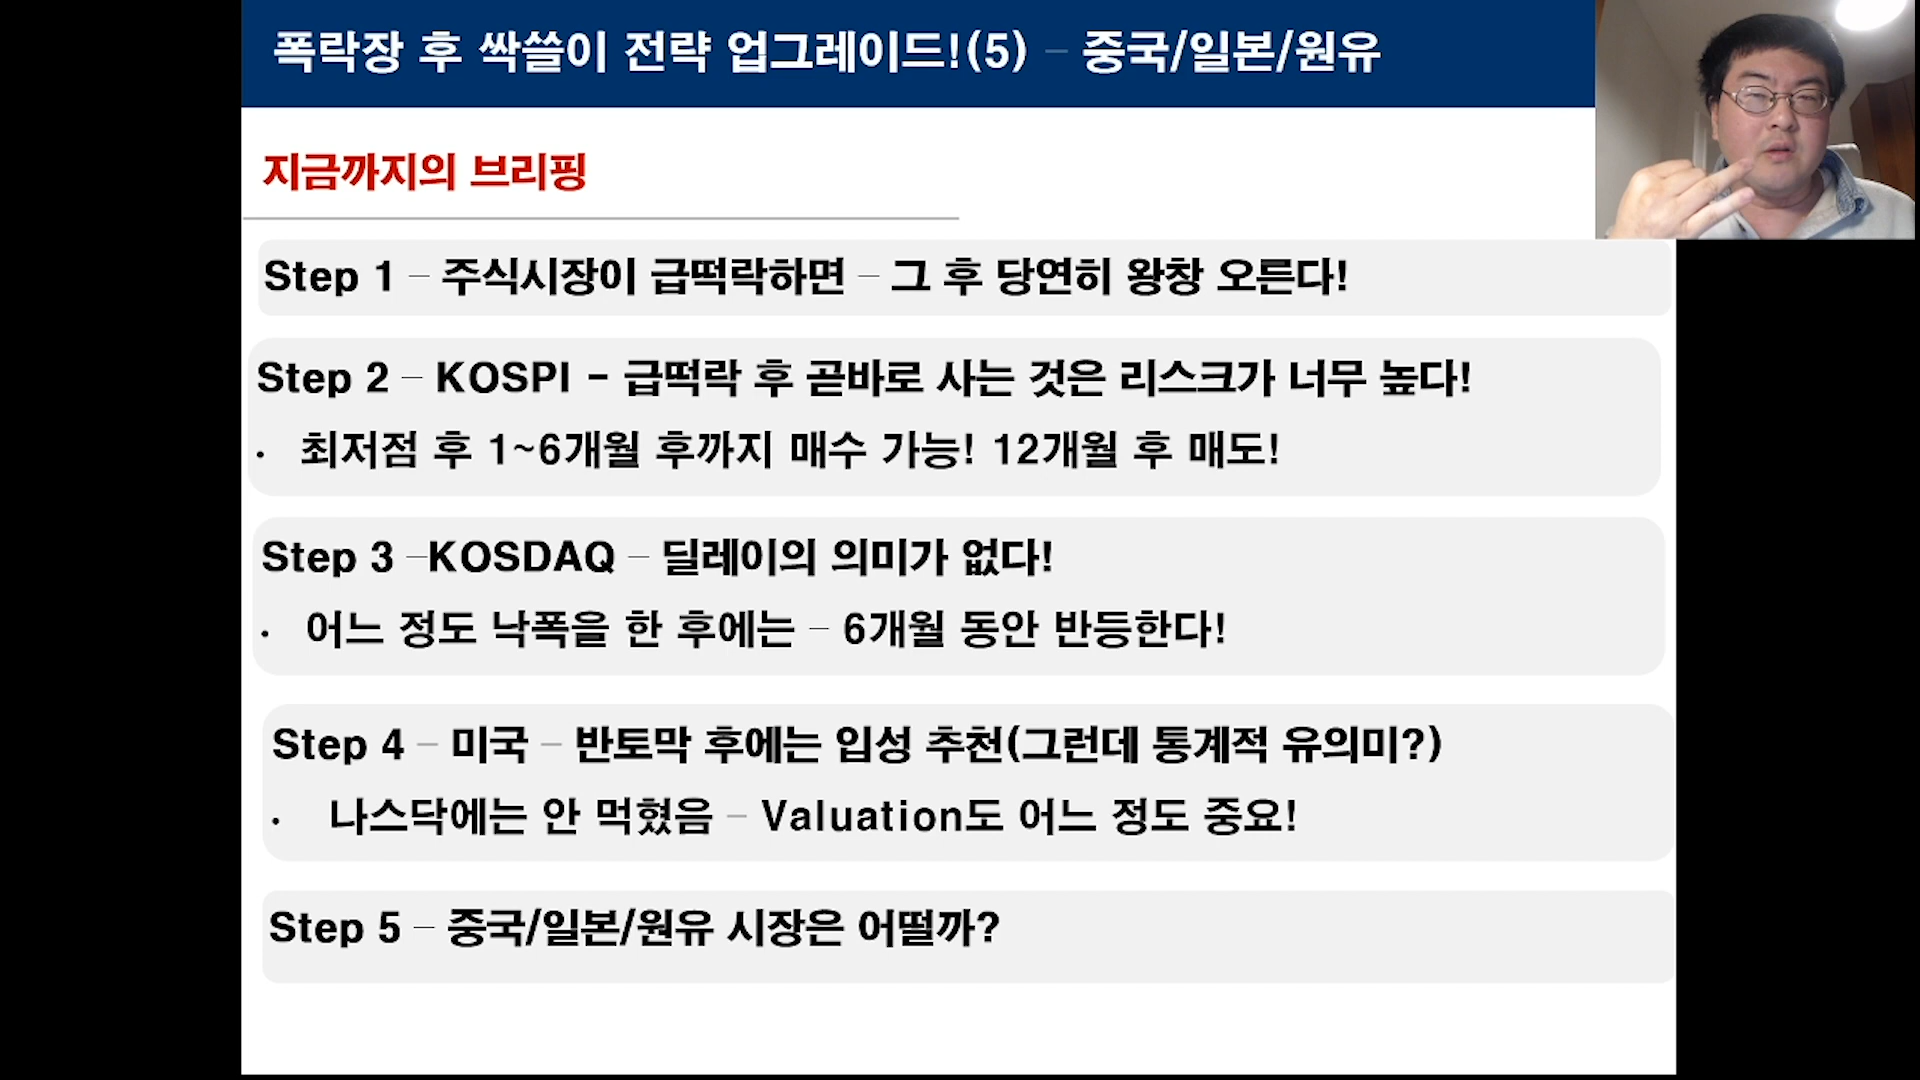 폭락장 후 싹쓸이 전략 업그레이드!(5) – 중국/일본/원유
지금까지의 브리핑
Step 1 – 주식시장이 급떡락하면 – 그 후 당연히 왕창 오른다!
Step 2 – KOSPI - 급떡락 후 곧바로 사는 것은 리스크가 너무 높다!
• 최저점 후 1~6개월 후까지 매수 가능! 12개월 후 매도!
Step 3 –KOSDAQ – 딜레이의 의미가 없다!
• 어느 정도 낙폭을 한 후에는 – 6개월 동안 반등한다!
Step 4 – 미국 – 반토막 후에는 입성 추천(그런데 통계적 유의미?)
• 나스닥에는 안 먹혔음 – Valuation도 어느 정도 중요!
Step 5 – 중국/일본/원유 시장은 어떨까?